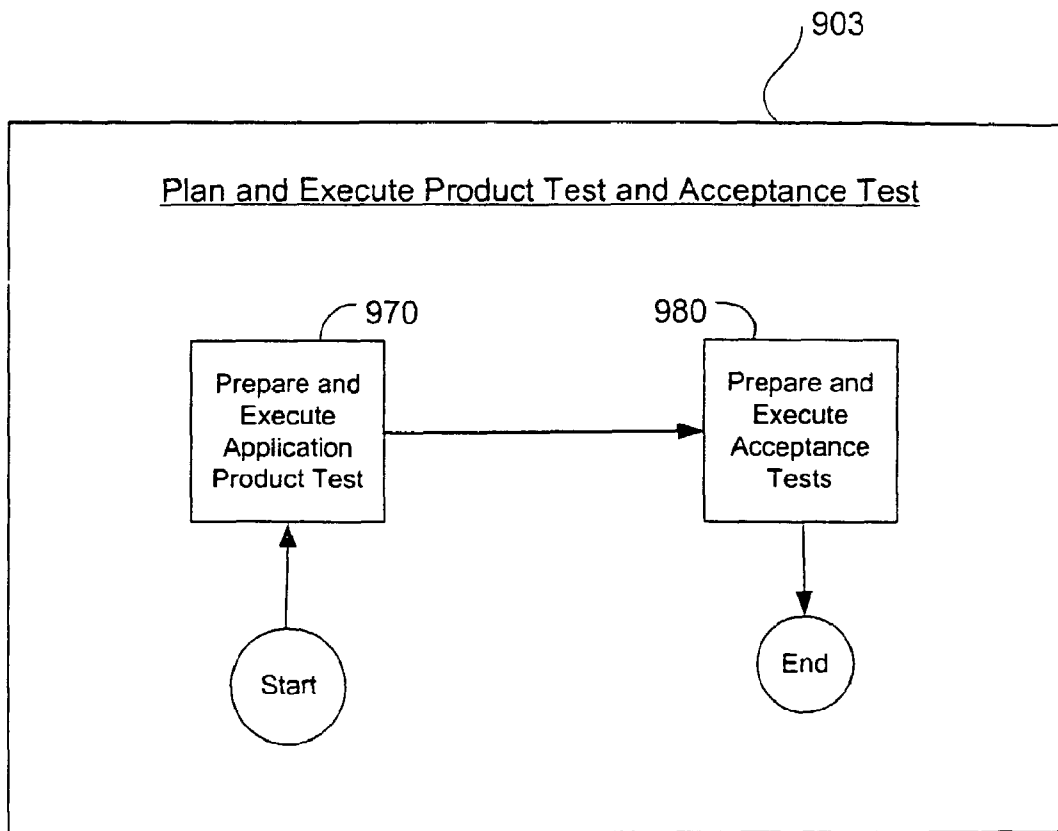 903
Plan and Execute Product Test and Acceptance Test
970
980
Prepare and
Execute
Application
Product Test
Prepare and
Execute
Acceptance
Tests
Start
End